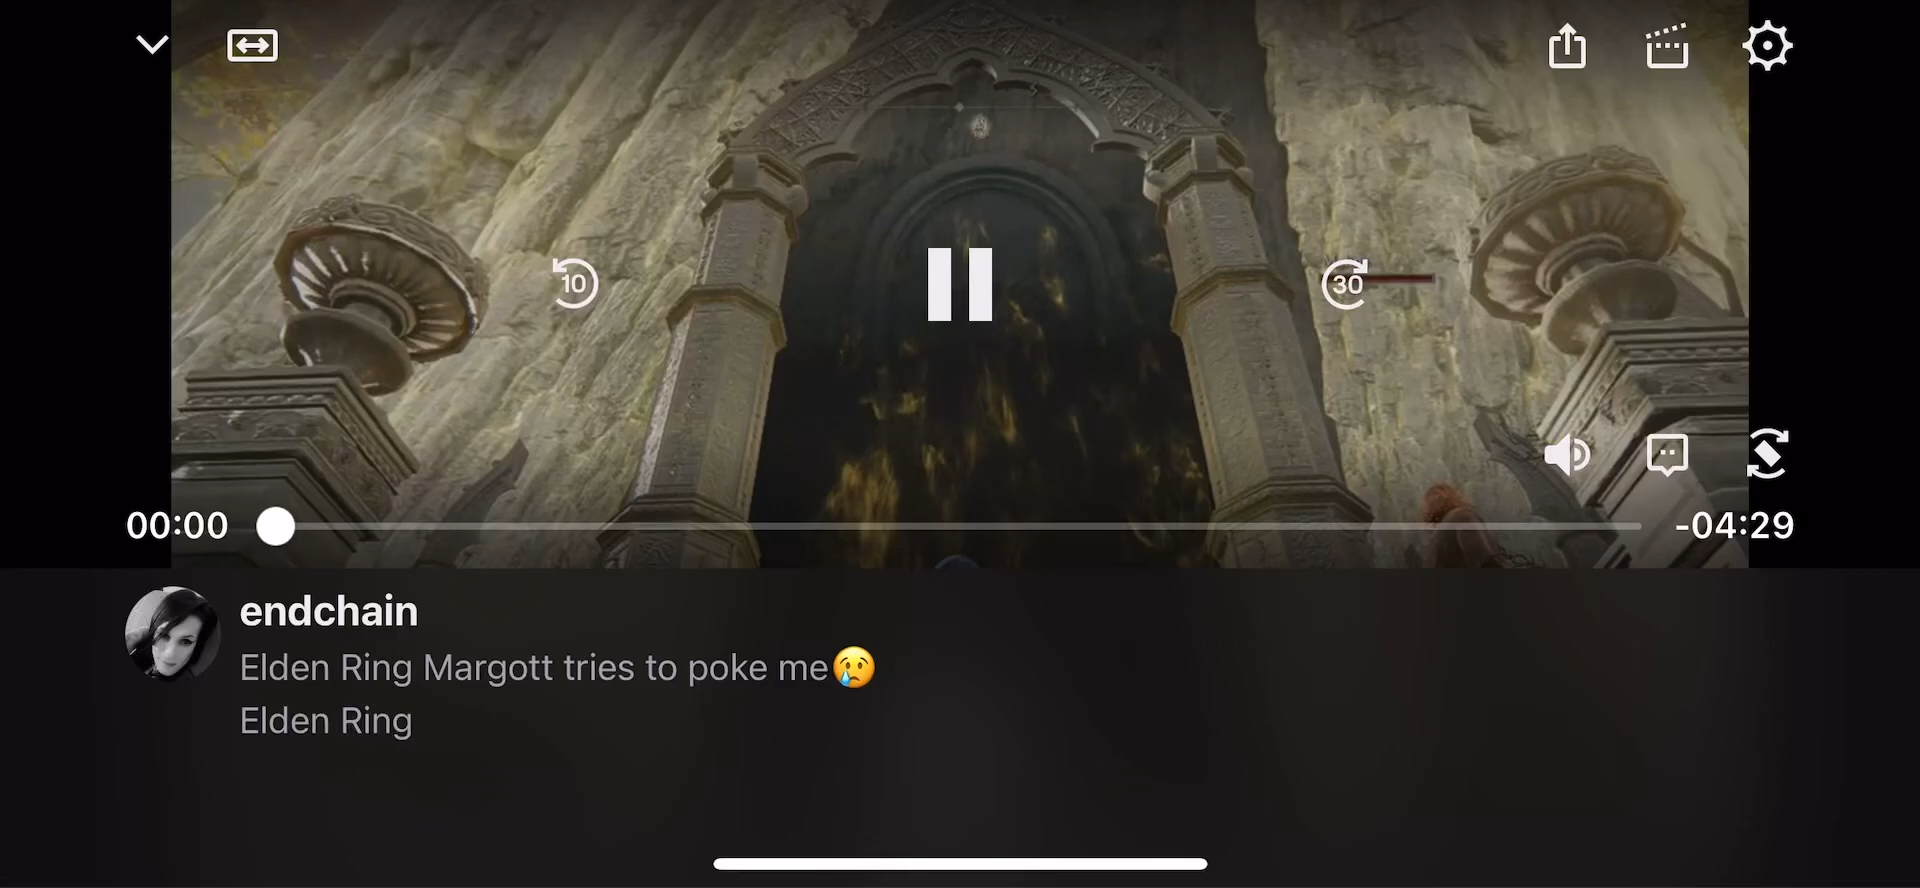 10
30
00:00
-04:29
endchain
Elden Ring Margott tries to poke me😢
Elden Ring